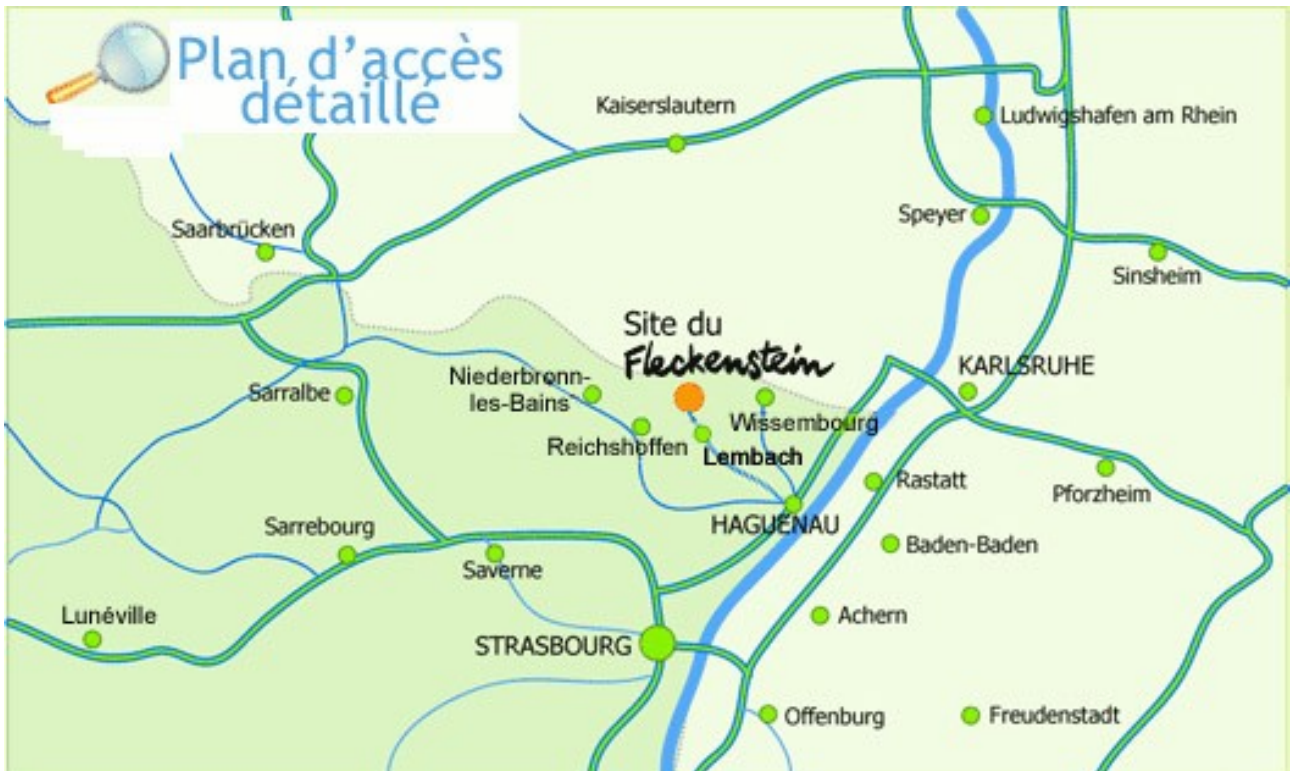 Plan d'accès
détaillé
Kaiserslautern
Ludwigshafen am Rhein
Speyer
Saarbrücken
Sinsheim
Site du
Fleckenstein
KARLSRUHE
Niederbronn-
les-Bains
Sarralbe
Wissembourg
Reichshoffen
Lembach
Rastatt
Pforzheim
HAGUENAU
Sarrebourg
Baden-Baden
Saverne
Lunéville
Achern
STRASBOURG
Offenburg
Freudenstadt